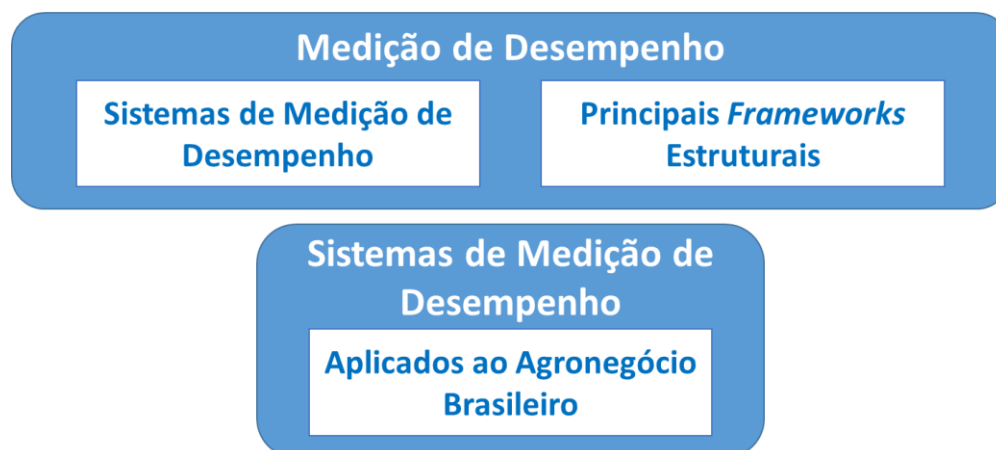 Medição de Desempenho
Sistemas de Medição de
Desempenho
Principais Frameworks
Estruturais
Sistemas de Medição de
Desempenho
Aplicados ao Agronegócio
Brasileiro